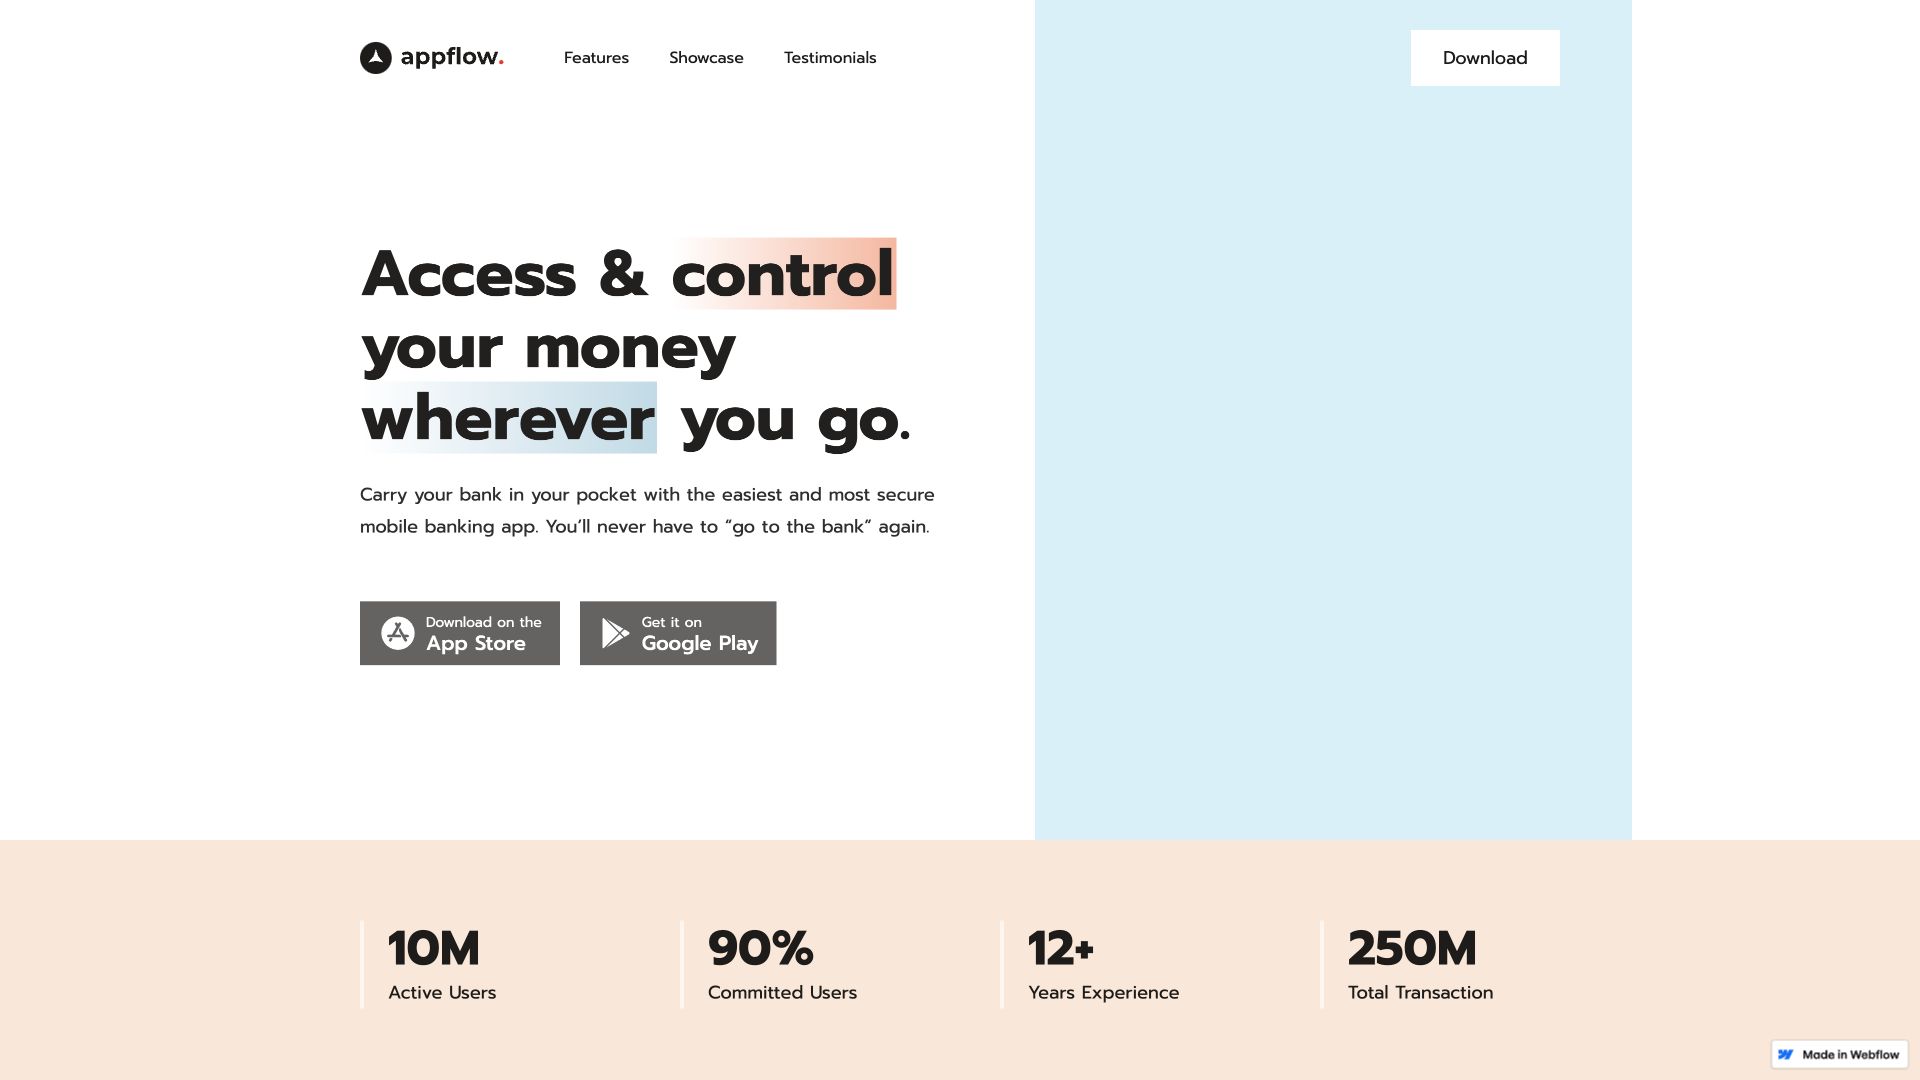 appflow.
Features
Showcase
Testimonials
Download
Access & control
your money
wherever you go.
Carry your bank in your pocket with the easiest and most secure
mobile banking app. You’ll never have to “go to the bank” again.
Download on the
App Store
Get it on
Google Play
10M
Active Users
90%
Committed Users
12+
Years Experience
250M
Total Transaction
Made in Webflow